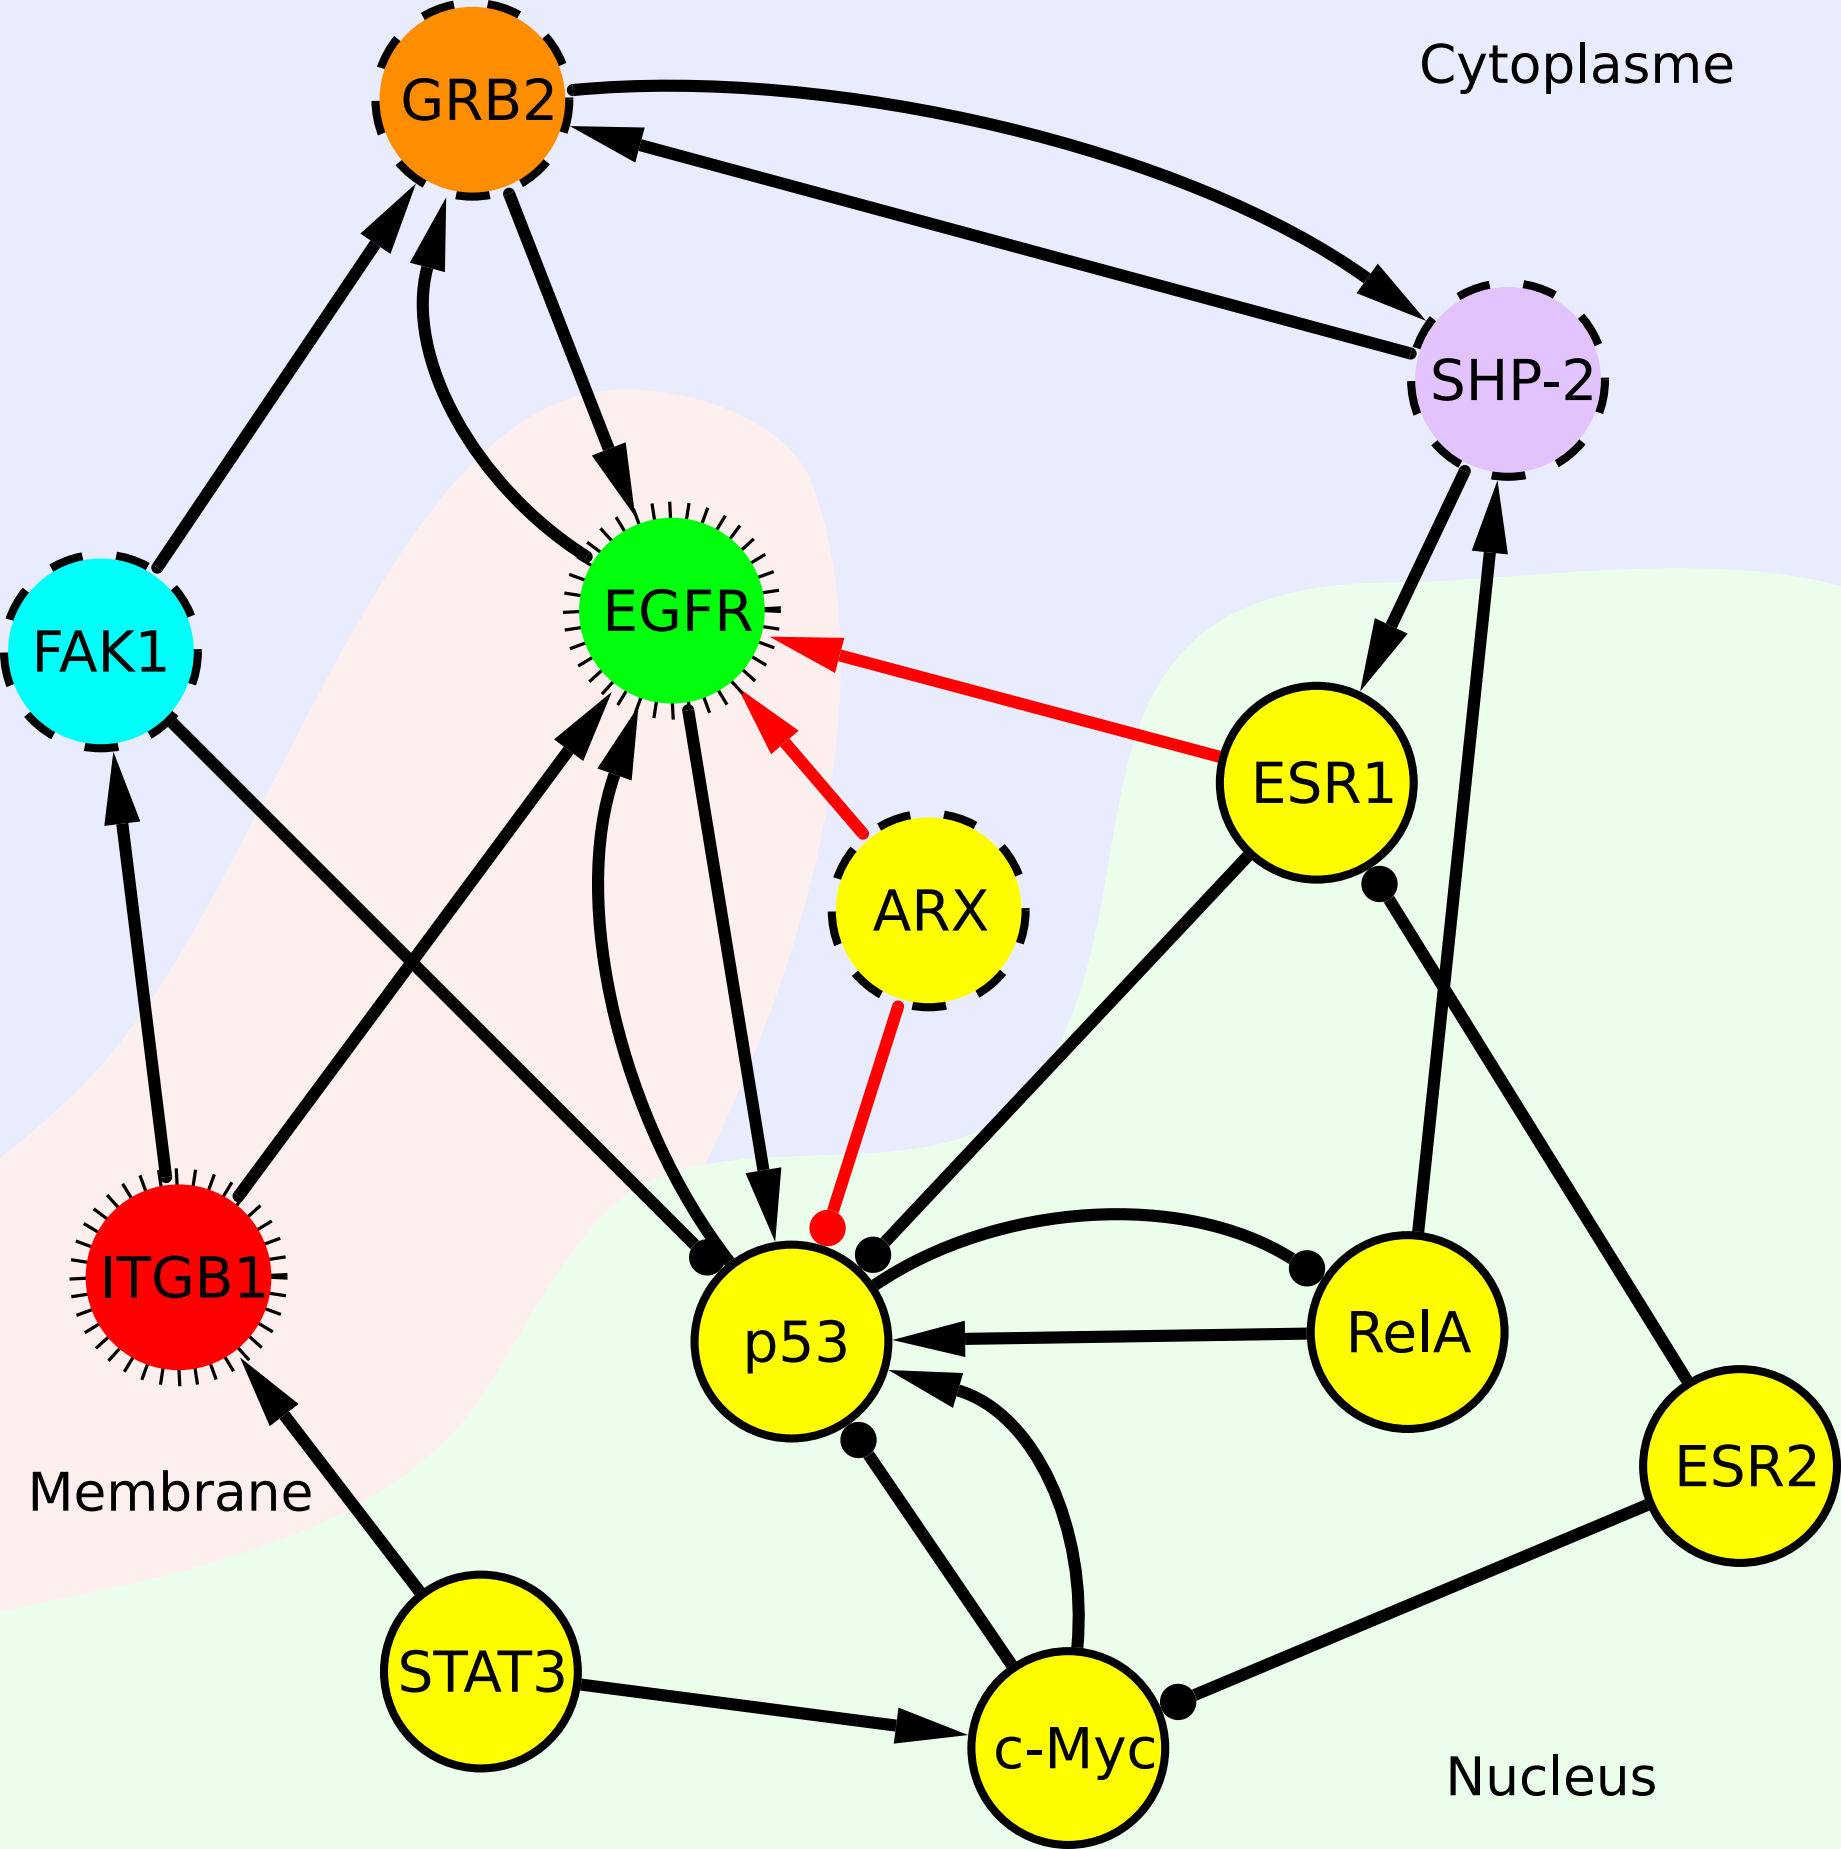 Cytoplasme
GRB2
SHP-2
EGFR
FAK1
ESR1
ARX
ITGB1
p53
RelA
ESR2
Membrane
STAT3
c-Myc
Nucleus